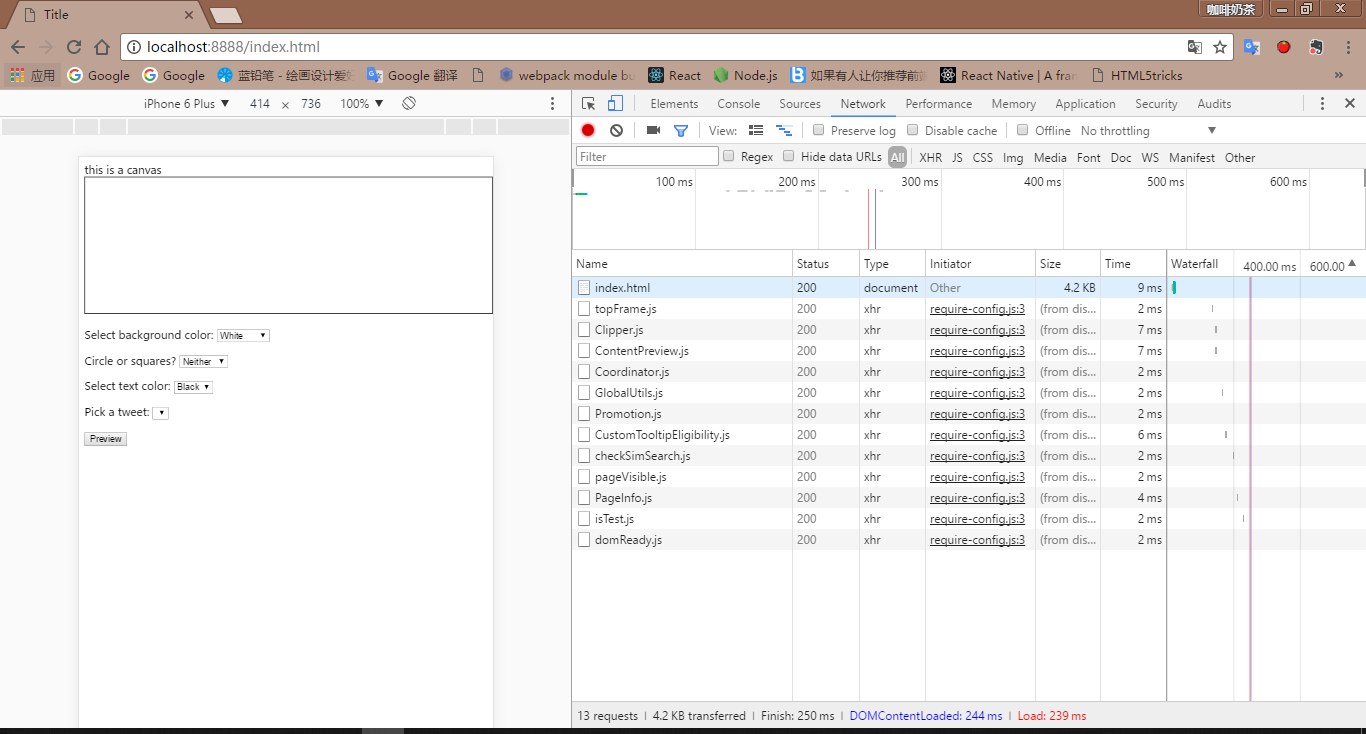 Title
咖啡奶茶
localhost:8888/index.html
应用 Google Google 蓝铅笔 - 绘画设计爱 Google 翻译 webpack module bu React Node.js 如果有人让你推荐前 React Native | A fra HTML5tricks »
iPhone 6 Plus ▼ 414 × 736 100% ▼
Elements Console Sources Network Performance Memory Application Security Audits
View: Preserve log Disable cache Offline No throttling ▼
Filter Regex Hide data URLs All XHR JS CSS Img Media Font Doc WS Manifest Other
100 ms 200 ms 300 ms 400 ms 500 ms 600 ms
Name Status Type Initiator Size Time Waterfall 400.00 ms 600.00 ▲
index.html 200 document Other 4.2 KB 9 ms
topFrame.js 200 xhr require-config.js:3 (from dis... 2 ms
Clipper.js 200 xhr require-config.js:3 (from dis... 7 ms
ContentPreview.js 200 xhr require-config.js:3 (from dis... 7 ms
Coordinator.js 200 xhr require-config.js:3 (from dis... 2 ms
GlobalUtils.js 200 xhr require-config.js:3 (from dis... 2 ms
Promotion.js 200 xhr require-config.js:3 (from dis... 2 ms
CustomTooltipEligibility.js 200 xhr require-config.js:3 (from dis... 6 ms
checkSimSearch.js 200 xhr require-config.js:3 (from dis... 2 ms
pageVisible.js 200 xhr require-config.js:3 (from dis... 2 ms
PageInfo.js 200 xhr require-config.js:3 (from dis... 4 ms
isTest.js 200 xhr require-config.js:3 (from dis... 2 ms
domReady.js 200 xhr require-config.js:3 (from dis... 2 ms
13 requests | 4.2 KB transferred | Finish: 250 ms | DOMContentLoaded: 244 ms | Load: 239 ms
this is a canvas
Select background color: White ▼
Circle or squares? Neither ▼
Select text color: Black ▼
Pick a tweet: ▼
Preview